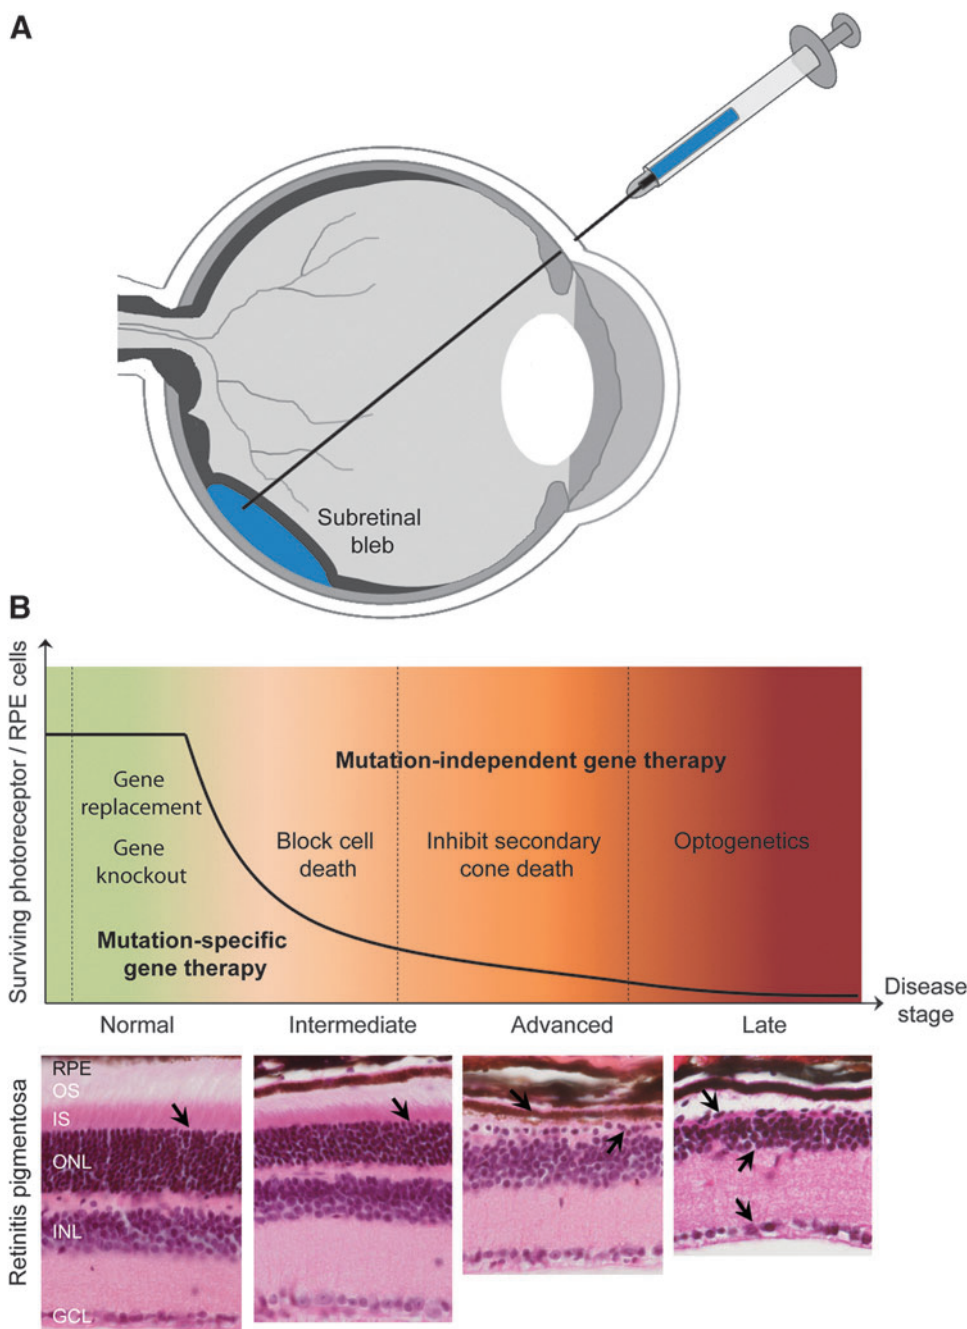 A
Subretinal
bleb
B
Surviving photoreceptor / RPE cells
Mutation-independent gene therapy
Gene
replacement
Gene
knockout
Block cell
death
Inhibit secondary
cone death
Optogenetics
Mutation-specific
gene therapy
Disease
stage
Normal
Intermediate
Advanced
Late
Retinitis pigmentosa
RPE
OS
IS
ONL
INL
GCL